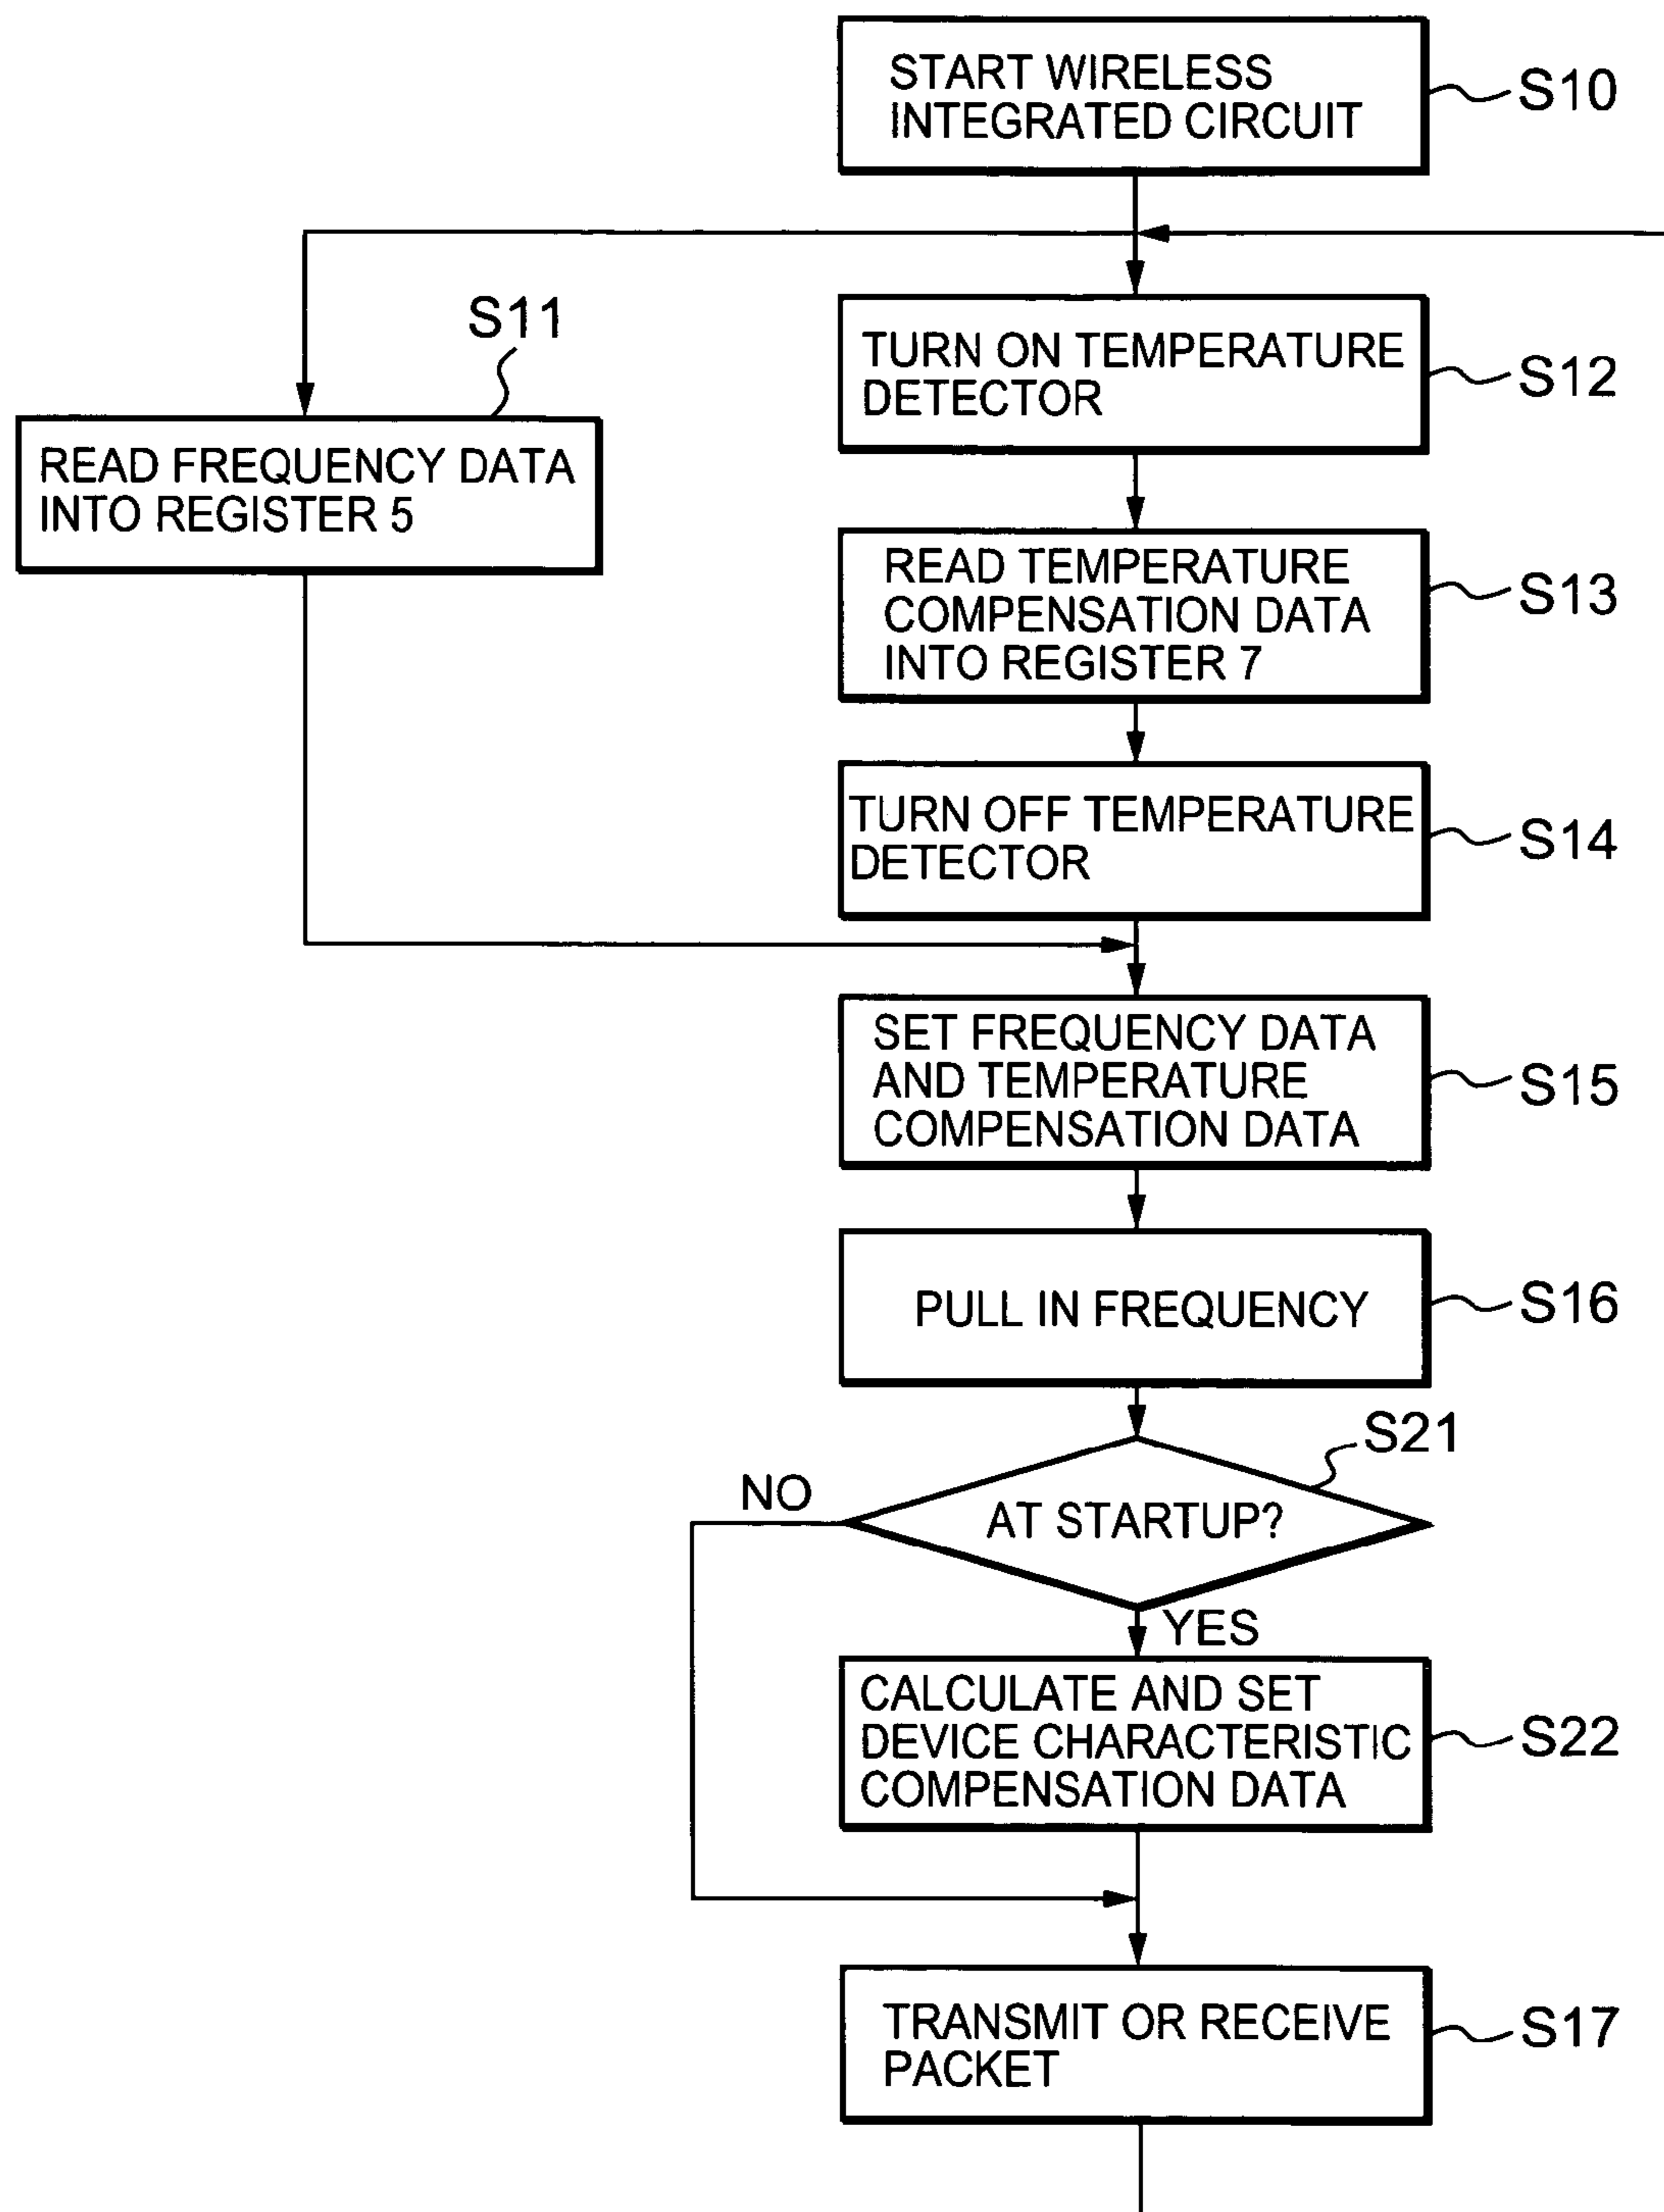 START WIRELESS
INTEGRATED CIRCUIT
S10
S11
READ FREQUENCY DATA
INTO REGISTER 5
TURN ON TEMPERATURE
DETECTOR
S12
READ TEMPERATURE
COMPENSATION DATA
INTO REGISTER 7
S13
TURN OFF TEMPERATURE
DETECTOR
S14
SET FREQUENCY DATA
AND TEMPERATURE
COMPENSATION DATA
S15
PULL IN FREQUENCY
S16
S21
AT STARTUP?
NO
YES
CALCULATE AND SET
DEVICE CHARACTERISTIC
COMPENSATION DATA
S22
TRANSMIT OR RECEIVE
PACKET
S17